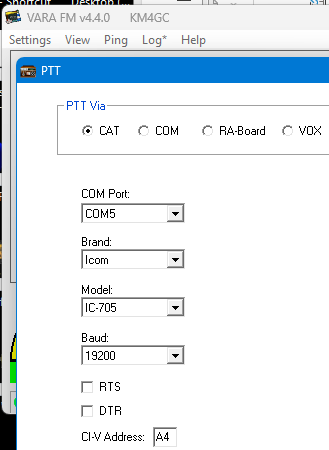 VARA FM v4.4.0 KM4GC
Settings View Ping Log* Help
PTT
PTT Via
CAT COM RA-Board VOX
COM Port:
COM5
Brand:
Icom
Model:
IC-705
Baud:
19200
RTS
DTR
CI-V Address: A4